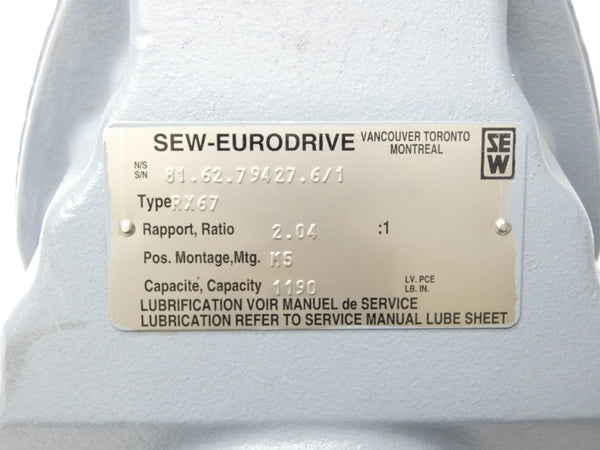 SEW-EURODRIVE VANCOUVER TORONTO
MONTREAL
SEW
N/S
S/N 81.62.79427.6/1
Type RX67
Rapport, Ratio 2.04 :1
Pos. Montage,Mtg. M5
Capacité, Capacity 1190 LV. PCE
LB. IN.
LUBRIFICATION VOIR MANUEL de SERVICE
LUBRICATION REFER TO SERVICE MANUAL LUBE SHEET